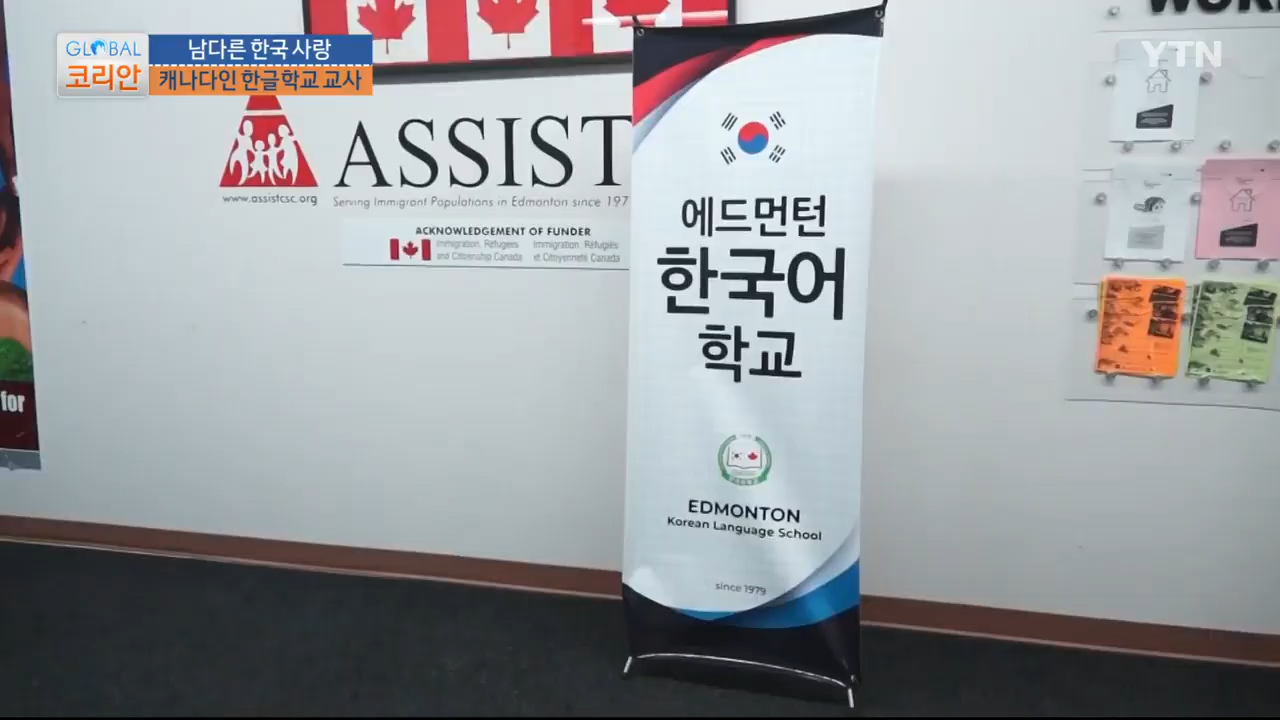 GLOBAL
코리안
남다른 한국 사랑
캐나다인 한글학교 교사
YTN
ASSIST
www.assistcsc.org
Serving Immigrant Populations in Edmonton since 197
ACKNOWLEDGEMENT OF FUNDER
Immigration, Refugees
and Citizenship Canada
Immigration, Réfugiés
et Citoyenneté Canada
에드먼턴
한국어
학교
EDMONTON
Korean Language School
since 1979
for